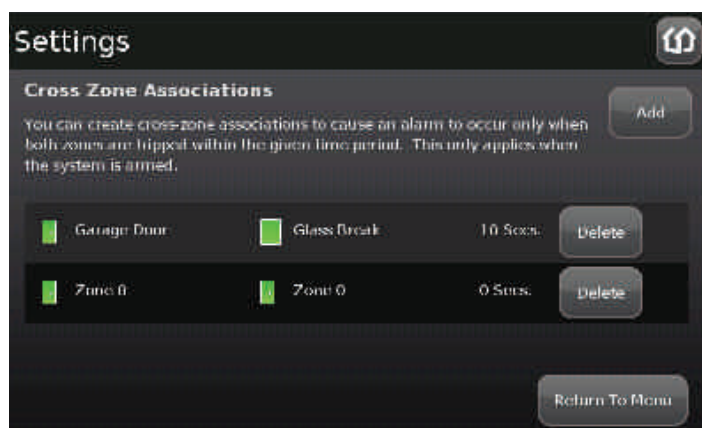 Settings
Cross Zone Associations
Add
You can create cross-zone associations to cause an alarm to occur only when
both zones are tripped within the given time period. This only applies when
the system is armed.
Garage Door Glass Break 10 Secs. Delete
Zone 0 Zone 0 0 Secs. Delete
Return To Menu